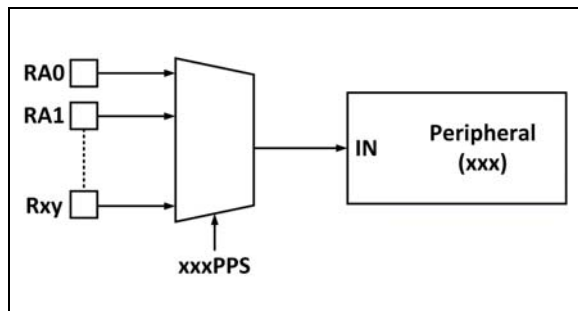 RA0
RA1
Rxy
IN
Peripheral
(xxx)
xxxPPS